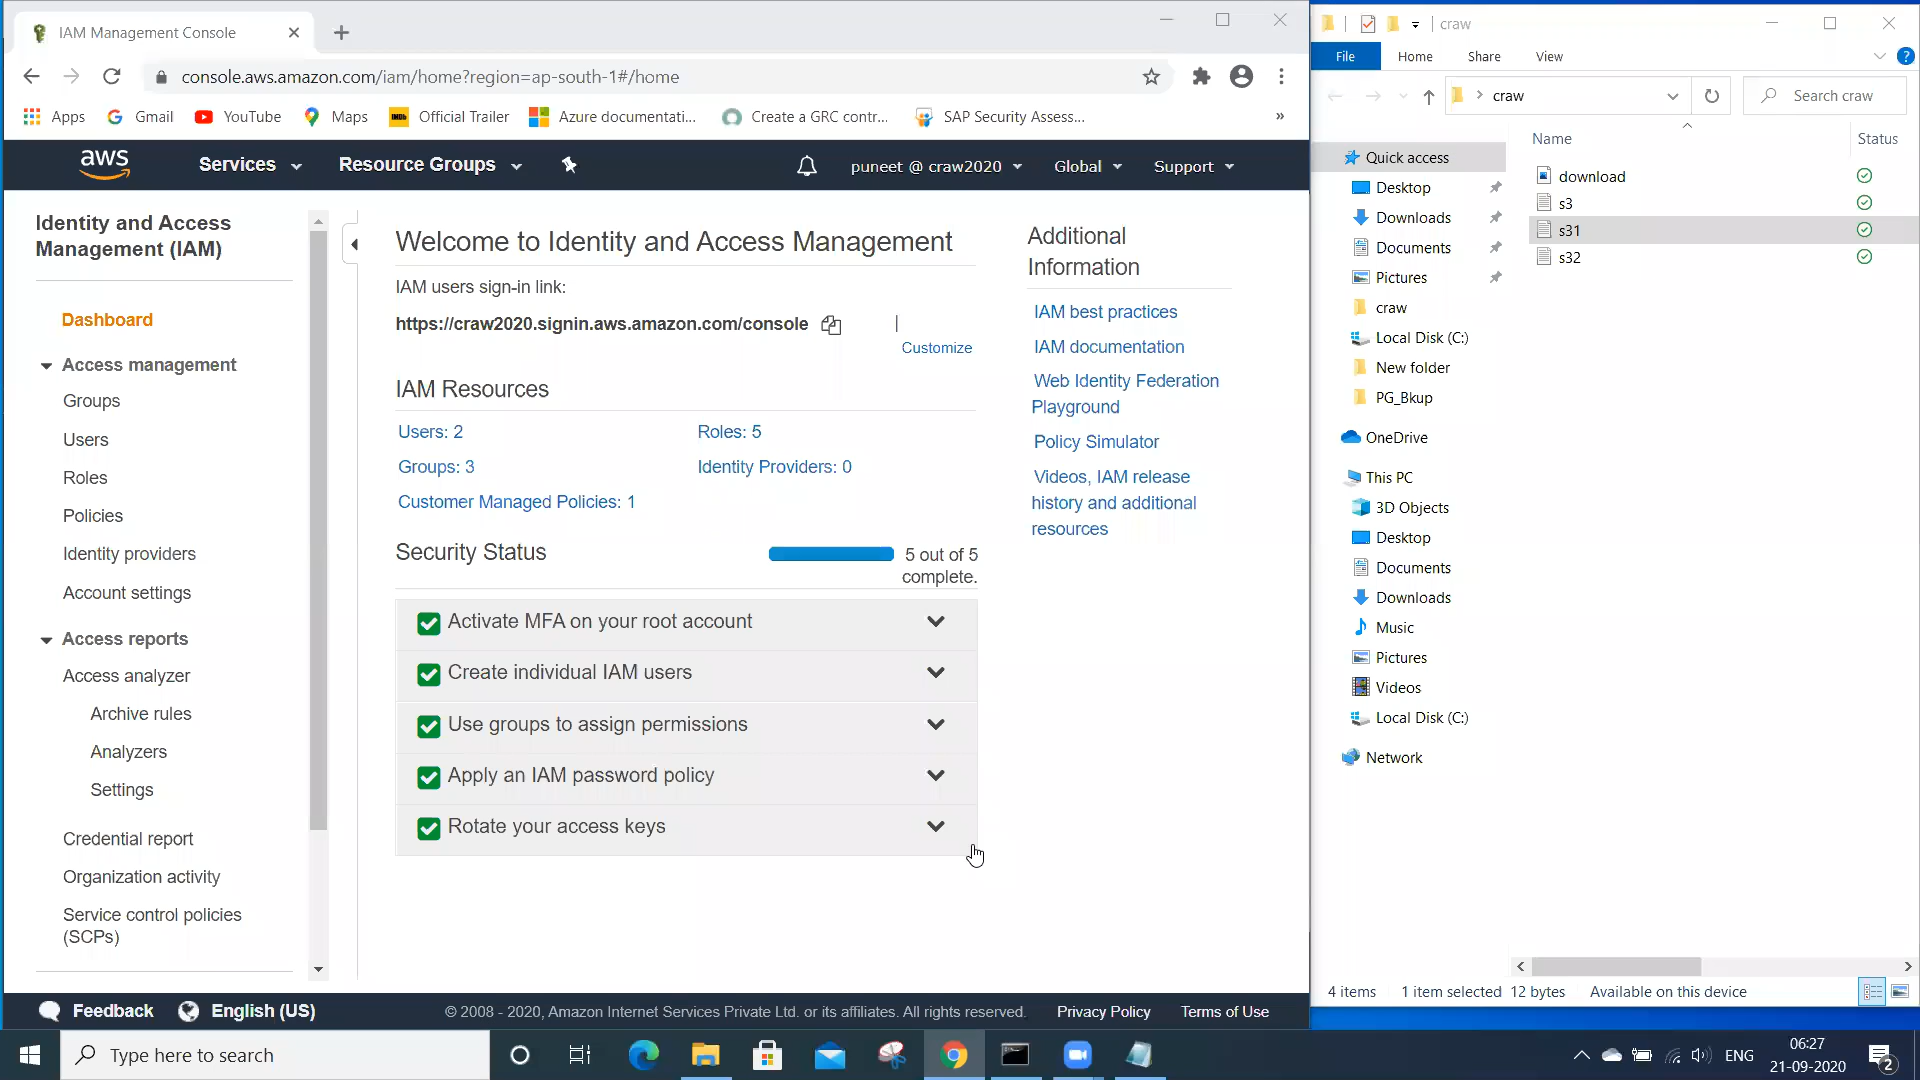 IAM Management Console
console.aws.amazon.com/iam/home?region=ap-south-1#/home
Apps
Gmail
YouTube
Maps
IMDb
Official Trailer
Azure documentati...
Create a GRC contr...
SAP Security Assess...
»
aws
Services
Resource Groups
puneet @ craw2020
Global
Support
Identity and Access
Management (IAM)
Dashboard
Access management
Groups
Users
Roles
Policies
Identity providers
Account settings
Access reports
Access analyzer
Archive rules
Analyzers
Settings
Credential report
Organization activity
Service control policies
(SCPs)
Welcome to Identity and Access Management
IAM users sign-in link:
https://craw2020.signin.aws.amazon.com/console
|
Customize
IAM Resources
Users: 2
Roles: 5
Groups: 3
Identity Providers: 0
Customer Managed Policies: 1
Security Status
5 out of 5
complete.
Activate MFA on your root account
Create individual IAM users
Use groups to assign permissions
Apply an IAM password policy
Rotate your access keys
Additional
Information
IAM best practices
IAM documentation
Web Identity Federation
Playground
Policy Simulator
Videos, IAM release
history and additional
resources
Feedback
English (US)
© 2008 - 2020, Amazon Internet Services Private Ltd. or its affiliates. All rights reserved.
Privacy Policy
Terms of Use
craw
File
Home
Share
View
?
craw
Search craw
Quick access
Desktop
Downloads
Documents
Pictures
craw
Local Disk (C:)
New folder
PG_Bkup
OneDrive
This PC
3D Objects
Desktop
Documents
Downloads
Music
Pictures
Videos
Local Disk (C:)
Network
Name
Status
download
s3
s31
s32
4 items
1 item selected
12 bytes
Available on this device
Type here to search
ENG
06:27
21-09-2020
2